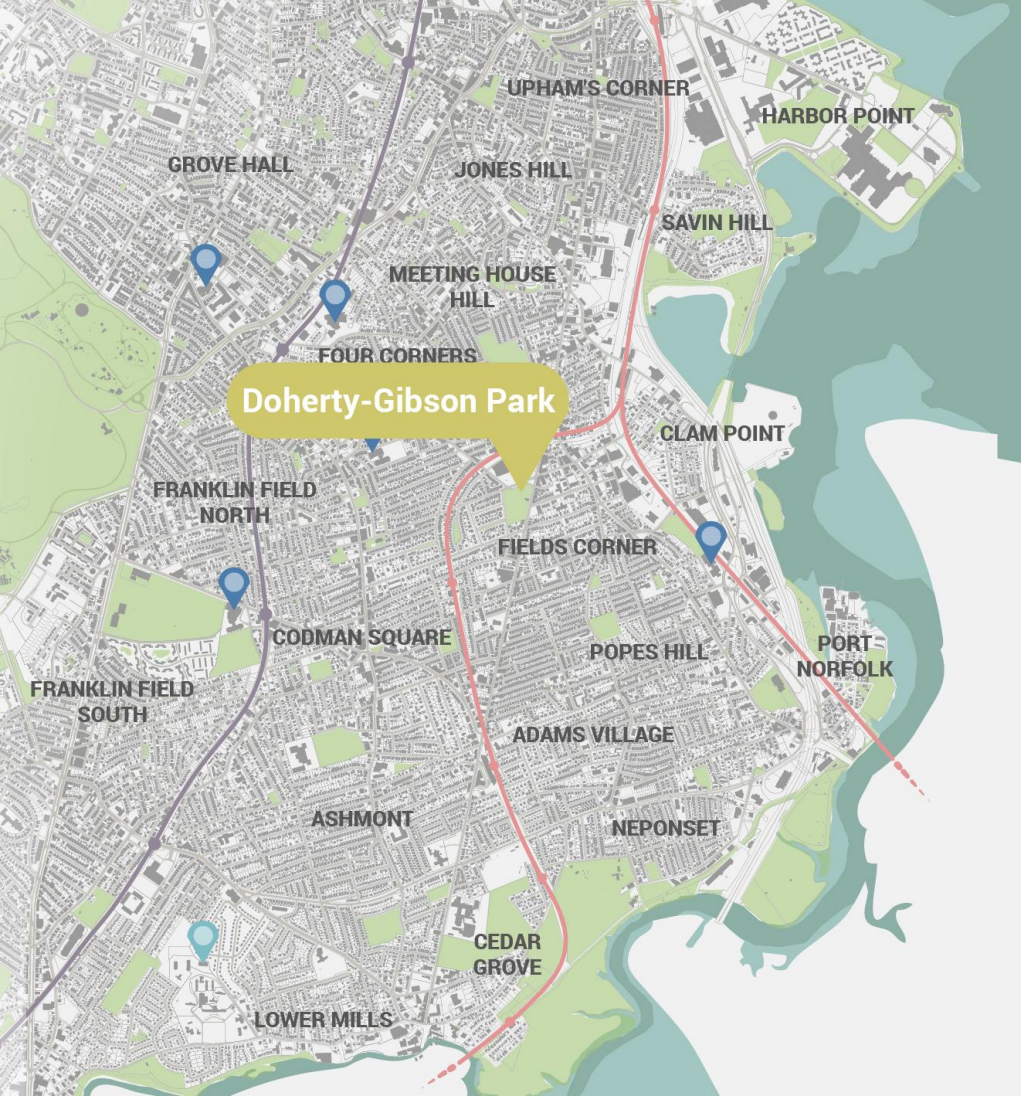 UPHAM'S CORNER
HARBOR POINT
GROVE HALL
JONES HILL
SAVIN HILL
MEETING HOUSE
HILL
FOUR CORNERS
Doherty-Gibson Park
CLAM POINT
FRANKLIN FIELD
NORTH
FIELDS CORNER
CODMAN SQUARE
POPES HILL
PORT
NORFOLK
FRANKLIN FIELD
SOUTH
ADAMS VILLAGE
ASHMONT
NEPONSET
CEDAR
GROVE
LOWER MILLS